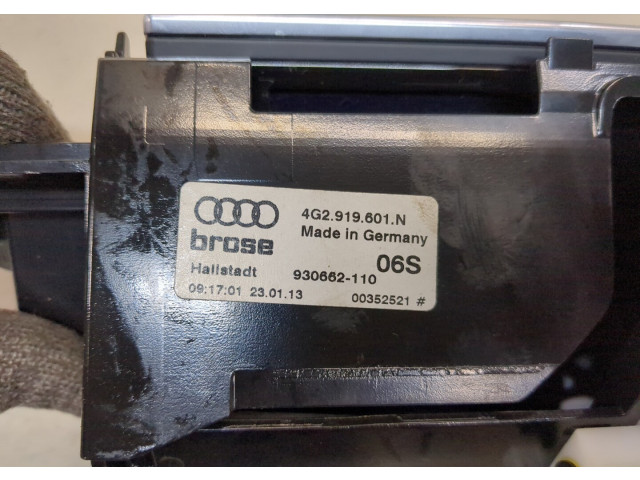 4G2.919.601.N
Made in Germany
brose
06S
Hallstadt 930662-110
09:17:01 23.01.13 00352521 #